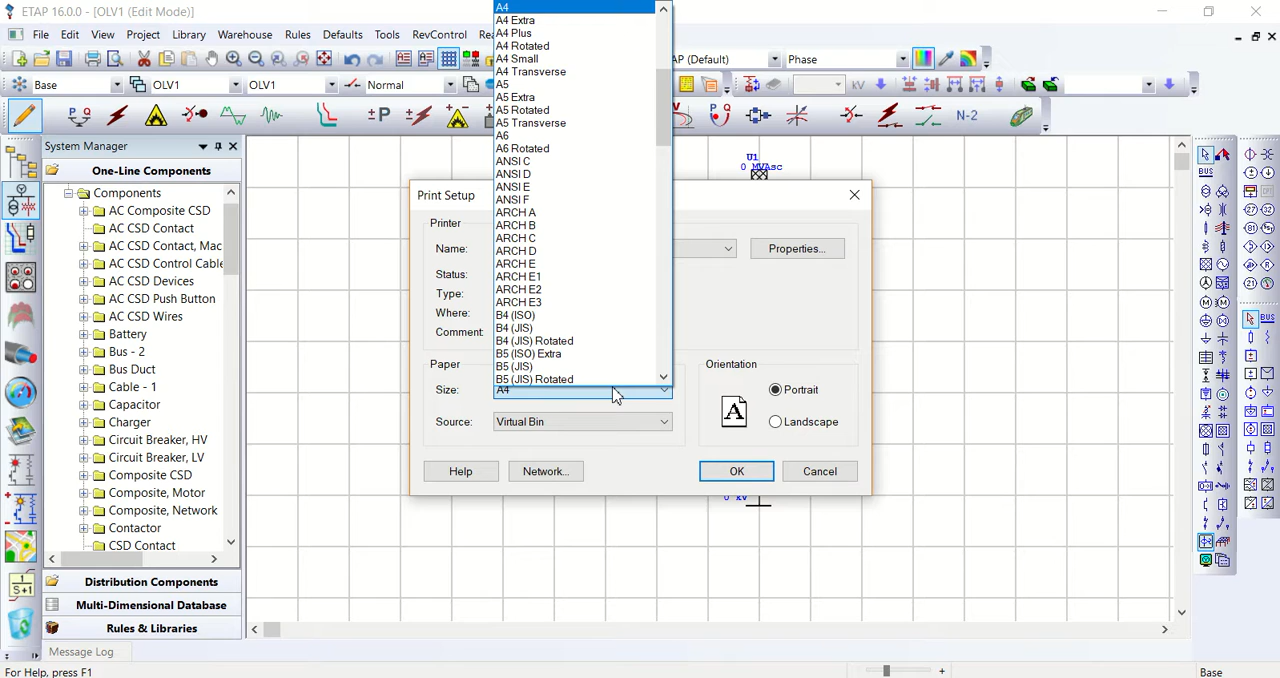 ETAP 16.0.0 - [OLV1 (Edit Mode)]
File Edit View Project Library Warehouse Rules Defaults Tools RevControl
AP (Default)
Phase
Base
OLV1
OLV1
Normal
kV
N-2
System Manager
One-Line Components
Components
AC Composite CSD
AC CSD Contact
AC CSD Contact, Mac
AC CSD Control Cable
AC CSD Devices
AC CSD Push Button
AC CSD Wires
Battery
Bus - 2
Bus Duct
Cable - 1
Capacitor
Charger
Circuit Breaker, HV
Circuit Breaker, LV
Composite CSD
Composite, Motor
Composite, Network
Contactor
CSD Contact
Distribution Components
Multi-Dimensional Database
Rules & Libraries
Message Log
For Help, press F1
Base
U1
0 MVAsc
0 kV
Print Setup
Printer
Name:
Properties...
Status:
Type:
Where:
Comment
Paper
Size:
A4
Source:
Virtual Bin
Orientation
A
Portrait
Landscape
Help
Network...
OK
Cancel
A4
A4 Extra
A4 Plus
A4 Rotated
A4 Small
A4 Transverse
A5
A5 Extra
A5 Rotated
A5 Transverse
A6
A6 Rotated
ANSI C
ANSI D
ANSI E
ANSI F
ARCH A
ARCH B
ARCH C
ARCH D
ARCH E
ARCH E1
ARCH E2
ARCH E3
B4 (ISO)
B4 (JIS)
B4 (JIS) Rotated
B5 (ISO) Extra
B5 (JIS)
B5 (JIS) Rotated
BUS
BUS